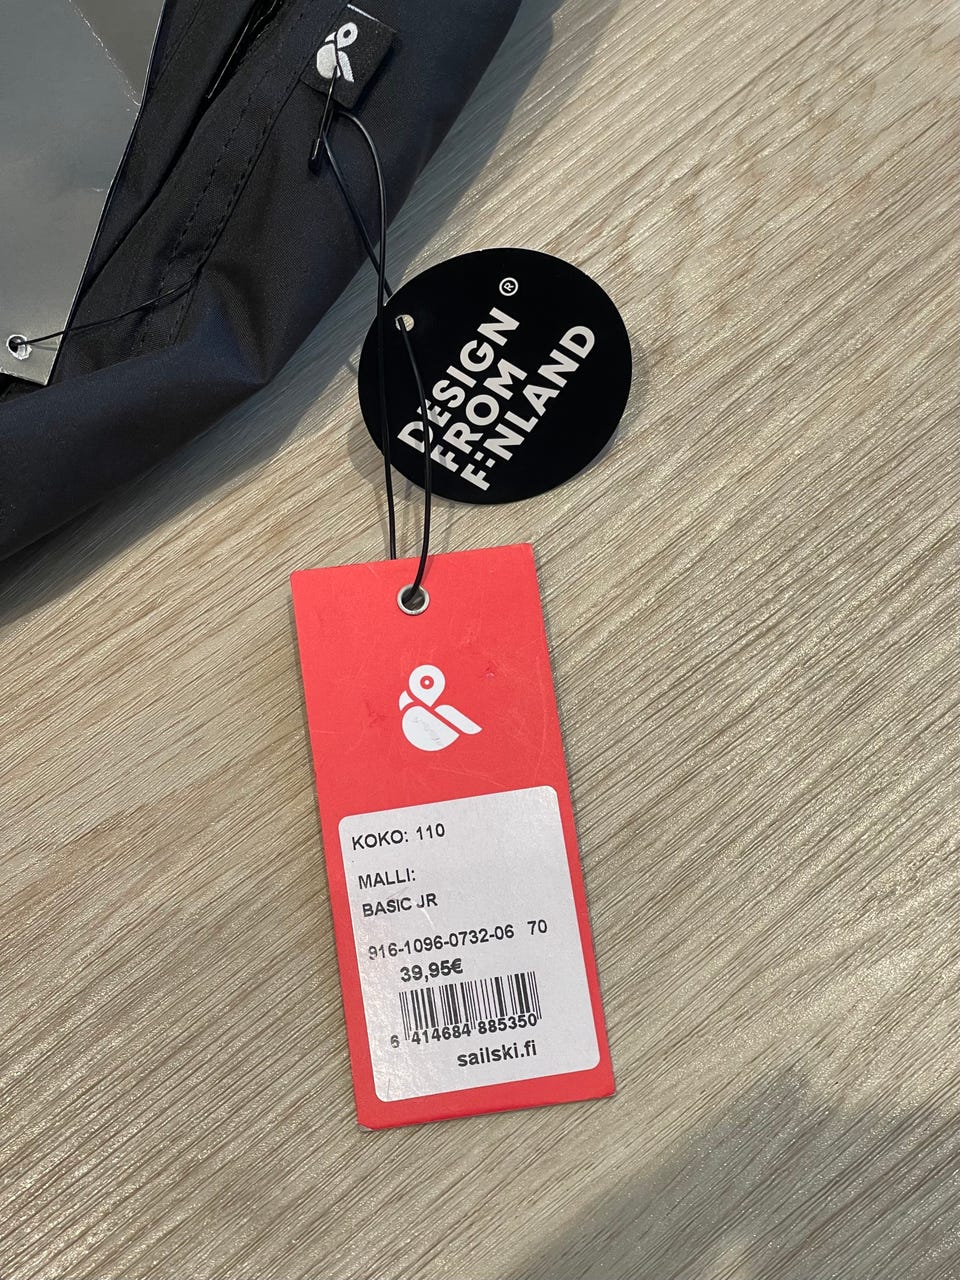 DESIGN
FROM
FINLAND
®
KOKO: 110
MALLI:
BASIC JR
916-1096-0732-06 70
39,95€
6 414684 885350
sailski.fi